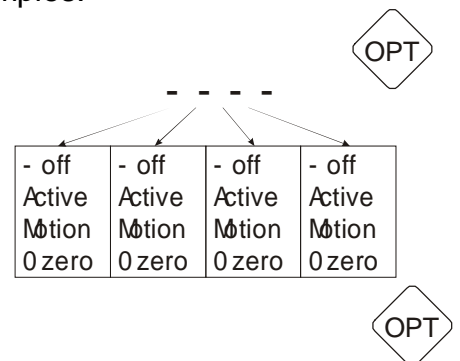 OPT
- - - -
- off - off - off - off
Active Active Active Active
Motion Motion Motion Motion
0 zero 0 zero 0 zero 0 zero
OPT